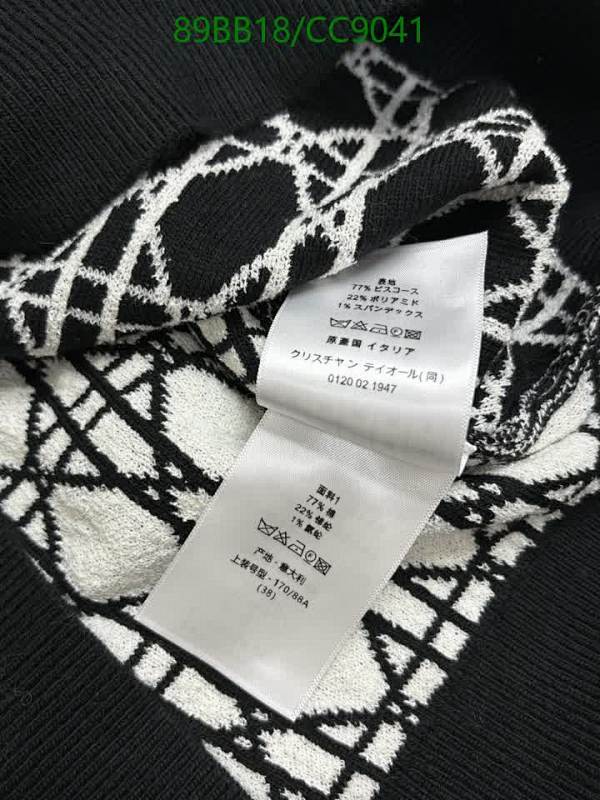 89BB18/CC9041
表地
77% ビスコース
22% ポリアミド
1% スパンデックス
原產国 イタリア
クリスチャン ディオール(同)
0120 02 1947
面料1
77% 棉
22% 锦纶
1% 氨纶
产地・意大利
上装号型・170/88A
(38)